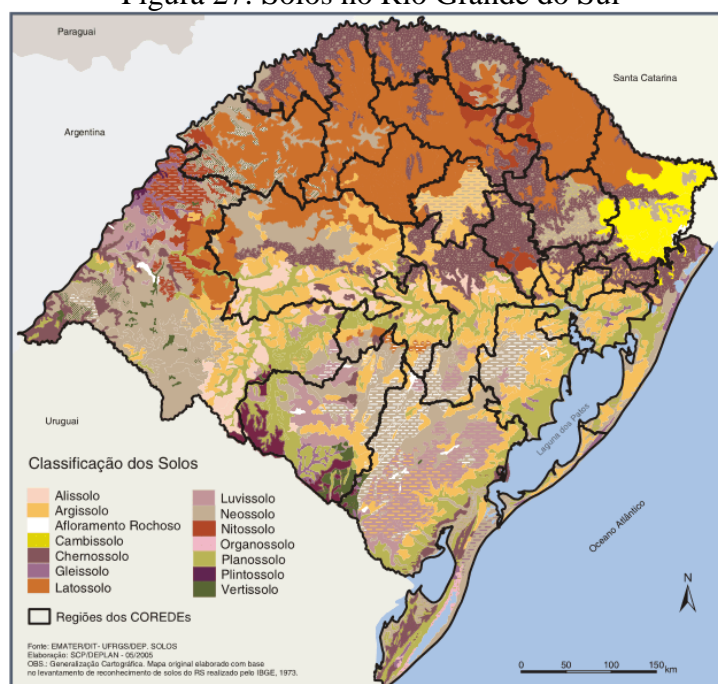 Figura 27: Solos no Rio Grande do Sul
Paraguai
Santa Catarina
Argentina
Uruguai
Laguna dos Patos
Oceano Atlântico
Classificação dos Solos
Alissolo
Argissolo
Afloramento Rochoso
Cambissolo
Chernossolo
Gleissolo
Latossolo
Luvissolo
Neossolo
Nitossolo
Organossolo
Planossolo
Plintossolo
Vertissolo
Regiões dos COREDEs
N
Fonte: EMATER/DIT- UFRGS/DEP. SOLOS
Elaboração: SCP/DEPLAN - 05/2005
OBS.: Generalização Cartográfica. Mapa original elaborado com base
no levantamento de reconhecimento de solos do RS realizado pelo IBGE, 1973.
0 50 100 150 km